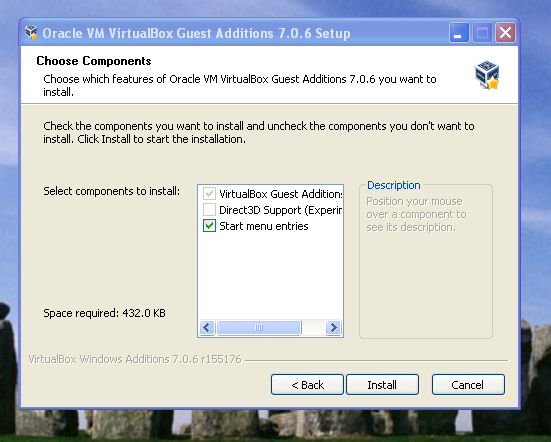 Oracle VM VirtualBox Guest Additions 7.0.6 Setup
Choose Components
Choose which features of Oracle VM VirtualBox Guest Additions 7.0.6 you want to
install.
Check the components you want to install and uncheck the components you don't want to
install. Click Install to start the installation.
Select components to install:
VirtualBox Guest Additions
Direct3D Support (Experir
Start menu entries
Description
Position your mouse
over a component to
see its description.
Space required: 432.0 KB
VirtualBox Windows Additions 7.0.6 r155176
< Back
Install
Cancel